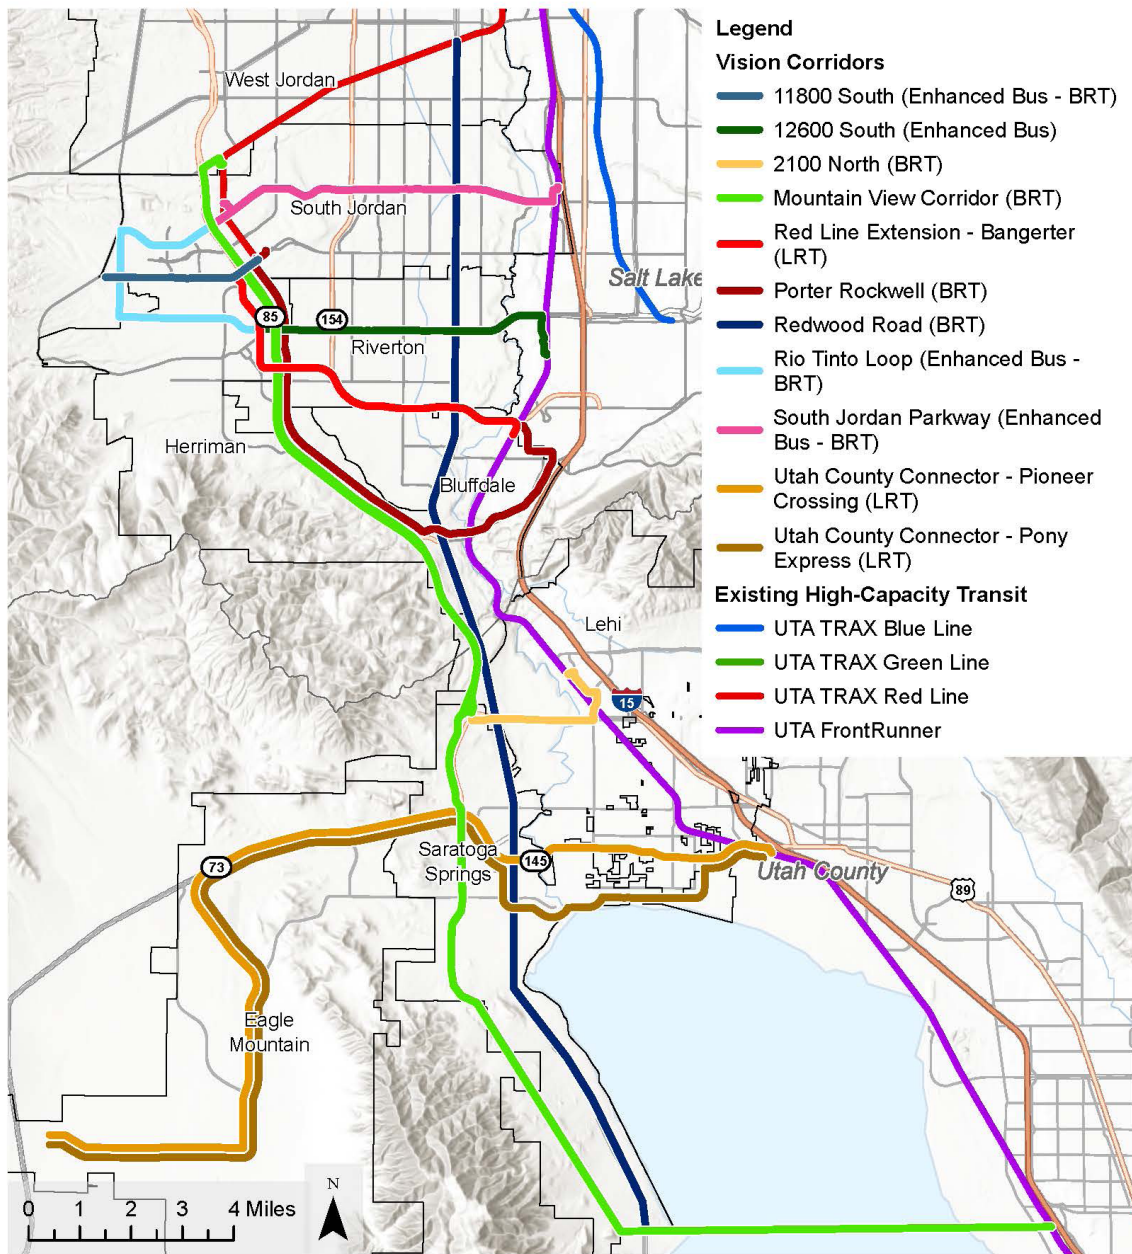 Legend
Vision Corridors
11800 South (Enhanced Bus - BRT)
12600 South (Enhanced Bus)
2100 North (BRT)
Mountain View Corridor (BRT)
Red Line Extension - Bangerter
(LRT)
Porter Rockwell (BRT)
Redwood Road (BRT)
Rio Tinto Loop (Enhanced Bus -
BRT)
South Jordan Parkway (Enhanced
Bus - BRT)
Utah County Connector - Pioneer
Crossing (LRT)
Utah County Connector - Pony
Express (LRT)
Existing High-Capacity Transit
UTA TRAX Blue Line
UTA TRAX Green Line
UTA TRAX Red Line
UTA FrontRunner
West Jordan
South Jordan
Salt Lake
85
154
Riverton
Herriman
Bluffdale
Lehi
15
Saratoga
Springs
145
73
Utah County
89
Eagle
Mountain
N
0 1 2 3 4 Miles